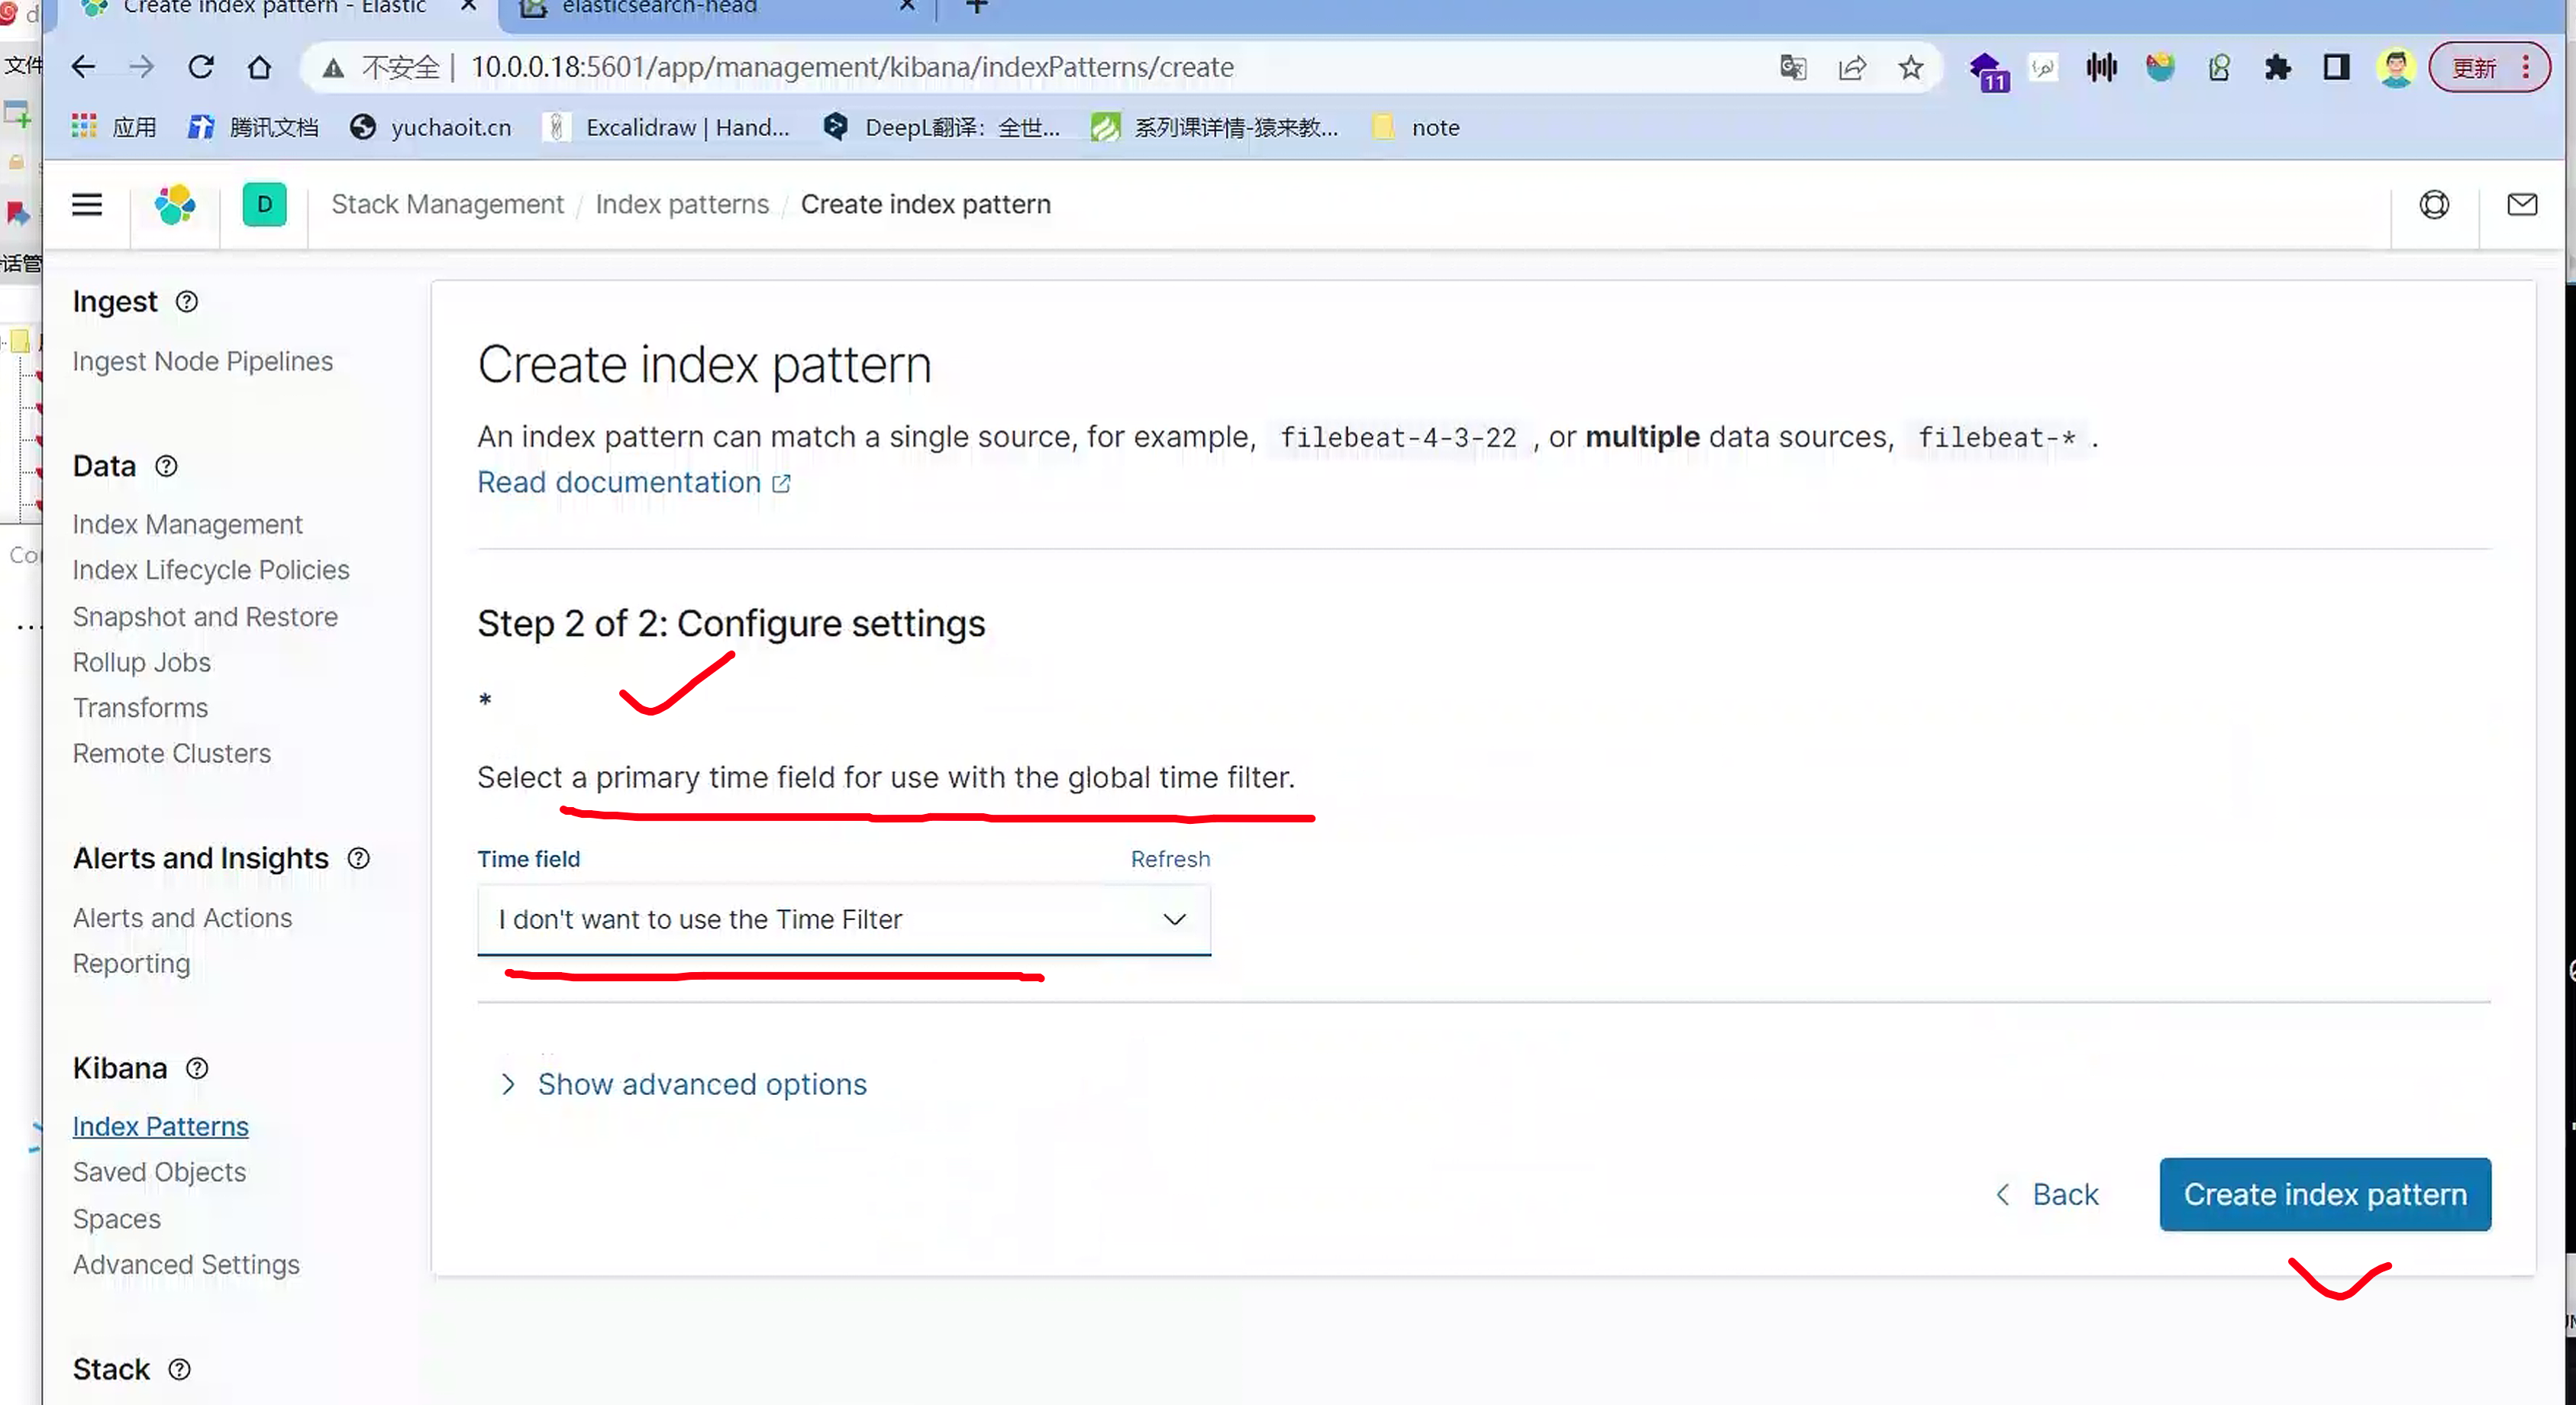 Create index pattern - Elastic
elasticsearch-head
文件
不安全 | 10.0.0.18:5601/app/management/kibana/indexPatterns/create
11
更新
应用
腾讯文档
yuchaoit.cn
Excalidraw | Hand...
DeepL翻译：全世...
系列课详情-猿来教...
note
D
Stack Management / Index patterns / Create index pattern
话管
Ingest
Ingest Node Pipelines
Data
Index Management
Index Lifecycle Policies
Snapshot and Restore
Rollup Jobs
Transforms
Remote Clusters
Alerts and Insights
Alerts and Actions
Reporting
Kibana
Index Patterns
Saved Objects
Spaces
Advanced Settings
Stack
Create index pattern
An index pattern can match a single source, for example, filebeat-4-3-22 , or multiple data sources, filebeat-* .
Read documentation
Step 2 of 2: Configure settings
*
Select a primary time field for use with the global time filter.
Time field
Refresh
I don't want to use the Time Filter
Show advanced options
Back
Create index pattern